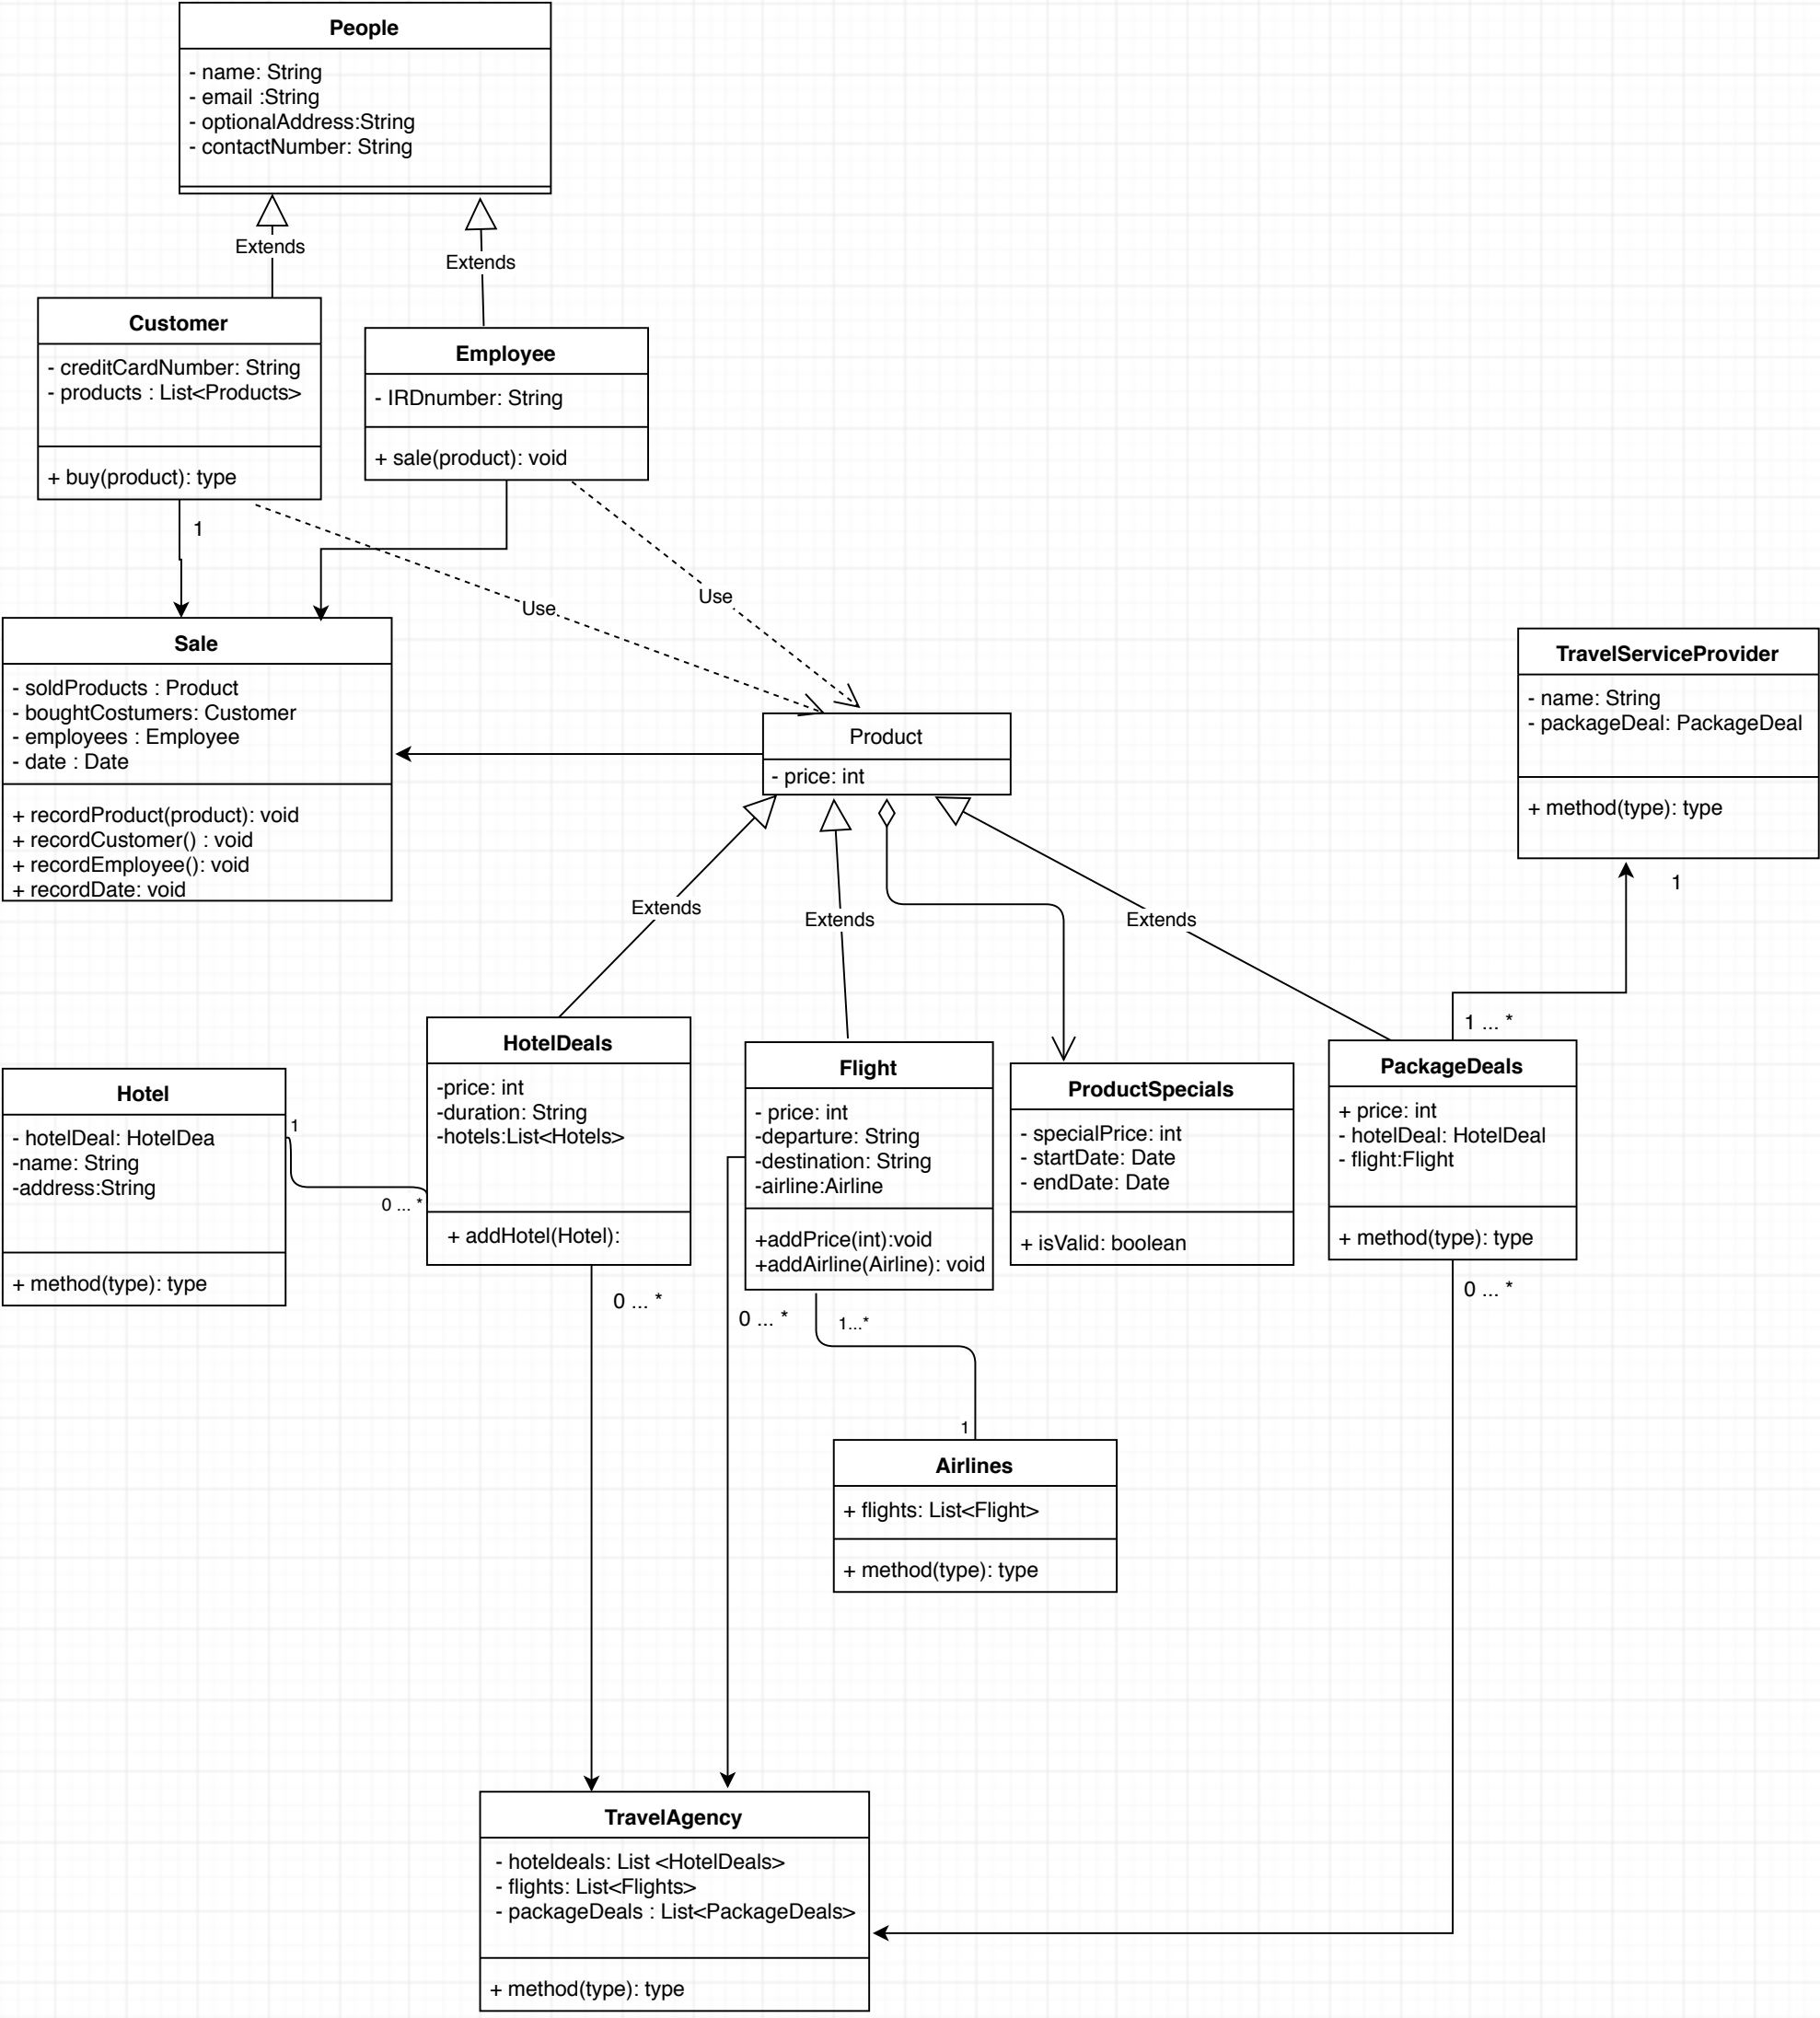 People
- name: String
- email :String
- optionalAddress:String
- contactNumber: String
Extends
Extends
Customer
- creditCardNumber: String
- products : List<Products>
+ buy(product): type
Employee
- IRDnumber: String
+ sale(product): void
1
Use
Use
Sale
- soldProducts : Product
- boughtCostumers: Customer
- employees : Employee
- date : Date
+ recordProduct(product): void
+ recordCustomer() : void
+ recordEmployee(): void
+ recordDate: void
Product
- price: int
TravelServiceProvider
- name: String
- packageDeal: PackageDeal
+ method(type): type
1
Extends
Extends
Extends
1 ... *
Hotel
- hotelDeal: HotelDea
-name: String
-address:String
+ method(type): type
1
0 ... *
HotelDeals
-price: int
-duration: String
-hotels:List<Hotels>
+ addHotel(Hotel):
Flight
- price: int
-departure: String
-destination: String
-airline:Airline
+addPrice(int):void
+addAirline(Airline): void
ProductSpecials
- specialPrice: int
- startDate: Date
- endDate: Date
+ isValid: boolean
PackageDeals
+ price: int
- hotelDeal: HotelDeal
- flight:Flight
+ method(type): type
0 ... *
0 ... *
1...*
0 ... *
1
Airlines
+ flights: List<Flight>
+ method(type): type
TravelAgency
- hoteldeals: List <HotelDeals>
- flights: List<Flights>
- packageDeals : List<PackageDeals>
+ method(type): type